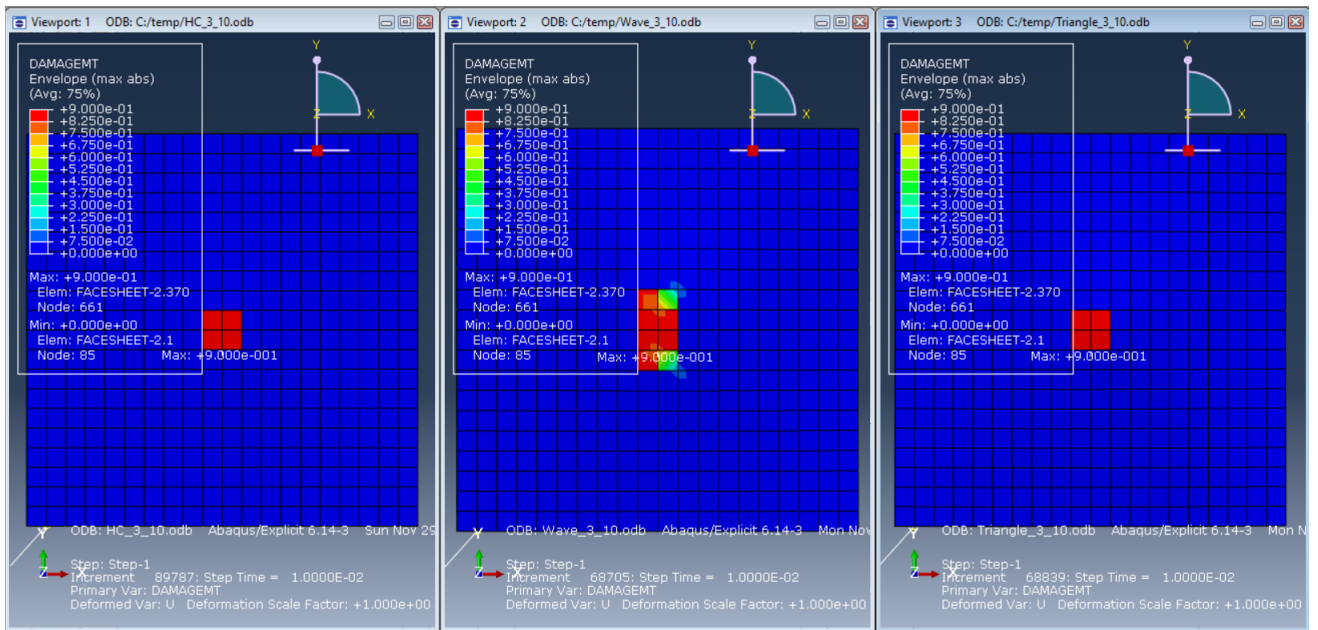 Viewport: 1 ODB: C:/temp/HC_3_10.odb
DAMAGEMT
Envelope (max abs)
(Avg: 75%)
+9.000e-01
+8.250e-01
+7.500e-01
+6.750e-01
+6.000e-01
+5.250e-01
+4.500e-01
+3.750e-01
+3.000e-01
+2.250e-01
+1.500e-01
+7.500e-02
+0.000e+00
Max: +9.000e-01
Elem: FACESHEET-2.370
Node: 661
Min: +0.000e+00
Elem: FACESHEET-2.1
Node: 85
Max: +9.000e-001
Y
X
Z
ODB: HC_3_10.odb Abaqus/Explicit 6.14-3 Sun Nov 29
Y
Z
X
Step: Step-1
Increment 89787: Step Time = 1.0000E-02
Primary Var: DAMAGEMT
Deformed Var: U Deformation Scale Factor: +1.000e+00
Viewport: 2 ODB: C:/temp/Wave_3_10.odb
DAMAGEMT
Envelope (max abs)
(Avg: 75%)
+9.000e-01
+8.250e-01
+7.500e-01
+6.750e-01
+6.000e-01
+5.250e-01
+4.500e-01
+3.750e-01
+3.000e-01
+2.250e-01
+1.500e-01
+7.500e-02
+0.000e+00
Max: +9.000e-01
Elem: FACESHEET-2.370
Node: 661
Min: +0.000e+00
Elem: FACESHEET-2.1
Node: 85
Max: +9.000e-001
Y
X
Z
ODB: Wave_3_10.odb Abaqus/Explicit 6.14-3 Mon Nov
Y
Z
X
Step: Step-1
Increment 68705: Step Time = 1.0000E-02
Primary Var: DAMAGEMT
Deformed Var: U Deformation Scale Factor: +1.000e+00
Viewport: 3 ODB: C:/temp/Triangle_3_10.odb
DAMAGEMT
Envelope (max abs)
(Avg: 75%)
+9.000e-01
+8.250e-01
+7.500e-01
+6.750e-01
+6.000e-01
+5.250e-01
+4.500e-01
+3.750e-01
+3.000e-01
+2.250e-01
+1.500e-01
+7.500e-02
+0.000e+00
Max: +9.000e-01
Elem: FACESHEET-2.370
Node: 661
Min: +0.000e+00
Elem: FACESHEET-2.1
Node: 85
Max: +9.000e-001
Y
X
Z
ODB: Triangle_3_10.odb Abaqus/Explicit 6.14-3 Mon N
Y
Z
X
Step: Step-1
Increment 68839: Step Time = 1.0000E-02
Primary Var: DAMAGEMT
Deformed Var: U Deformation Scale Factor: +1.000e+00